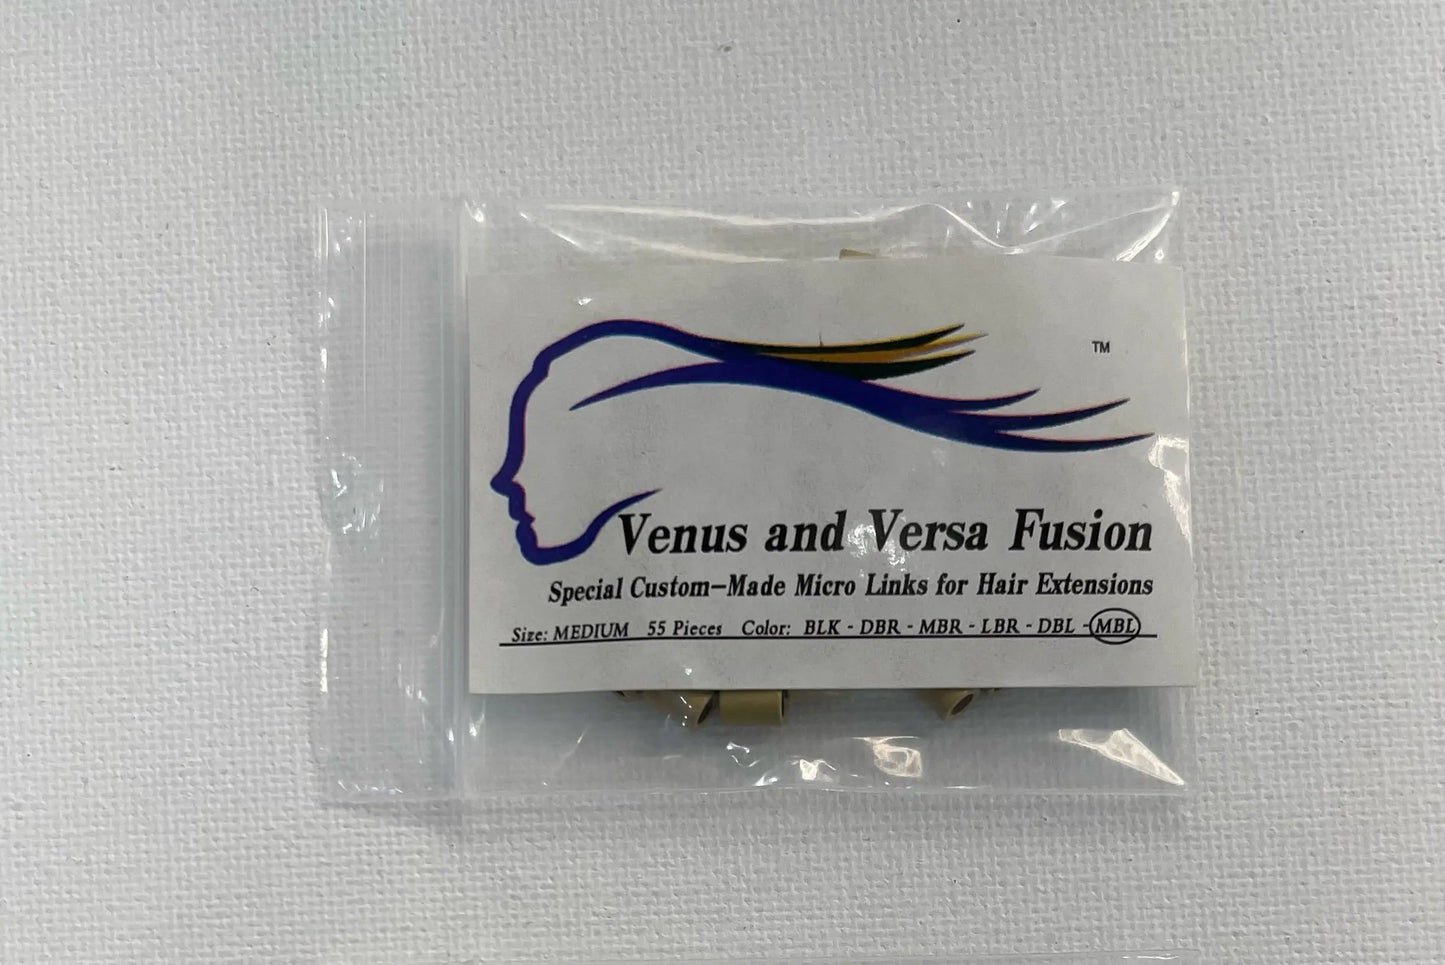 TM
Venus and Versa Fusion
Special Custom-Made Micro Links for Hair Extensions
Size: MEDIUM 55 Pieces Color: BLK - DBR - MBR - LBR - DBL - MBL